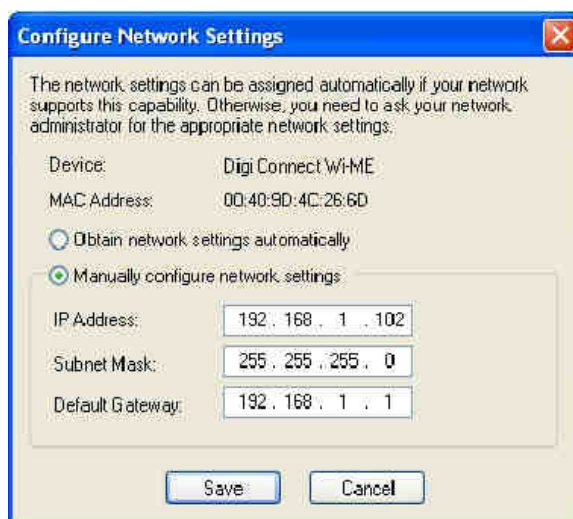 Configure Network Settings
The network settings can be assigned automatically if your network
supports this capability. Otherwise, you need to ask your network
administrator for the appropriate network settings.
Device: Digi Connect Wi-ME
MAC Address: 00:40:9D:4C:26:6D
Obtain network settings automatically
Manually configure network settings
IP Address: 192 . 168 . 1 . 102
Subnet Mask: 255 . 255 . 255 . 0
Default Gateway: 192 . 168 . 1 . 1
Save Cancel